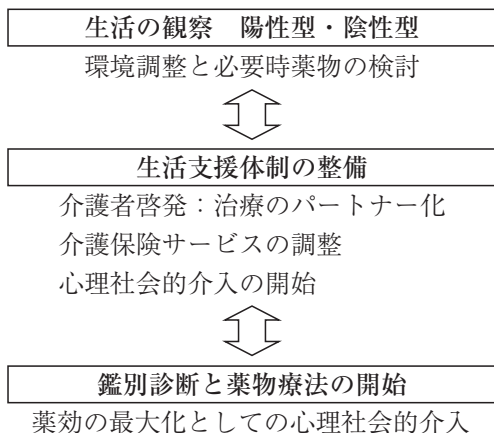 生活の観察　陽性型・陰性型
環境調整と必要時薬物の検討
生活支援体制の整備
介護者啓発：治療のパートナー化
介護保険サービスの調整
心理社会的介入の開始
鑑別診断と薬物療法の開始
薬効の最大化としての心理社会的介入